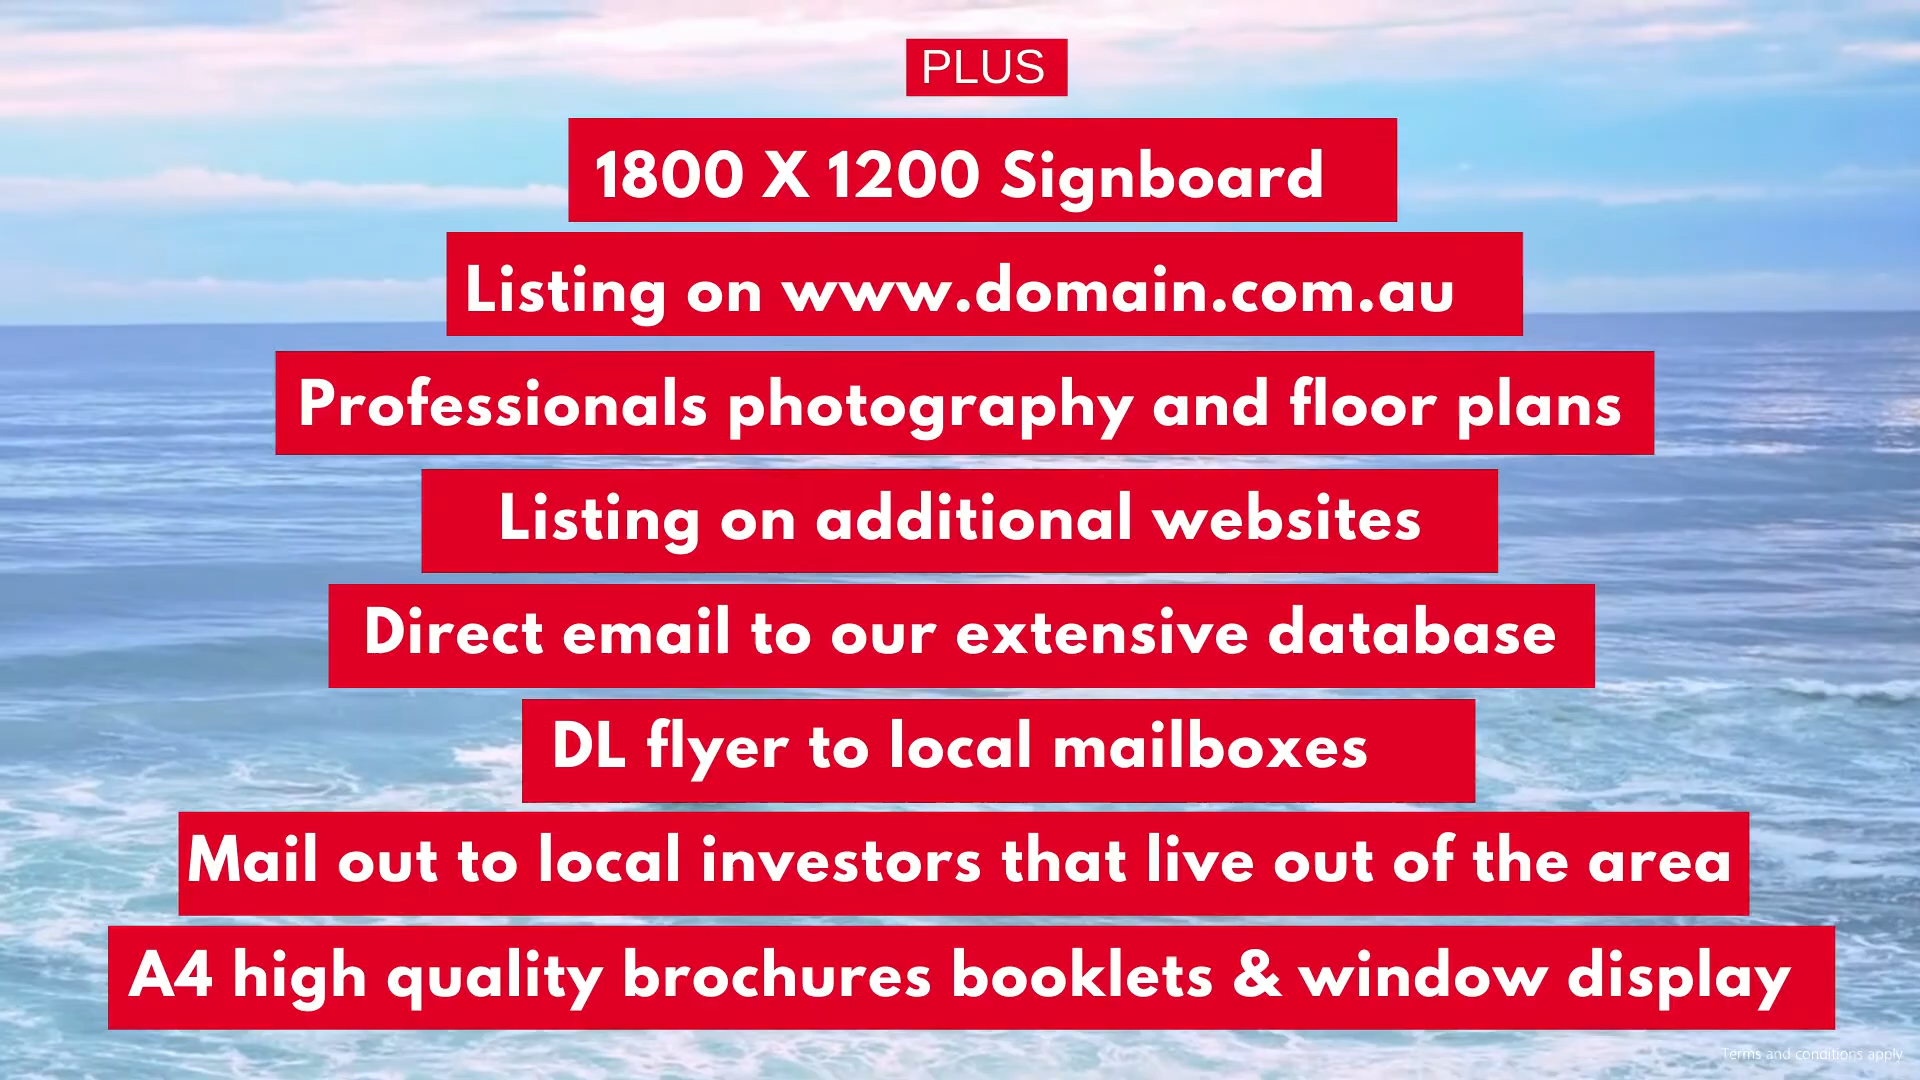 PLUS
1800 X 1200 Signboard
Listing on www.domain.com.au
Professionals photography and floor plans
Listing on additional websites
Direct email to our extensive database
DL flyer to local mailboxes
Mail out to local investors that live out of the area
A4 high quality brochures booklets & window display
Terms and conditions apply